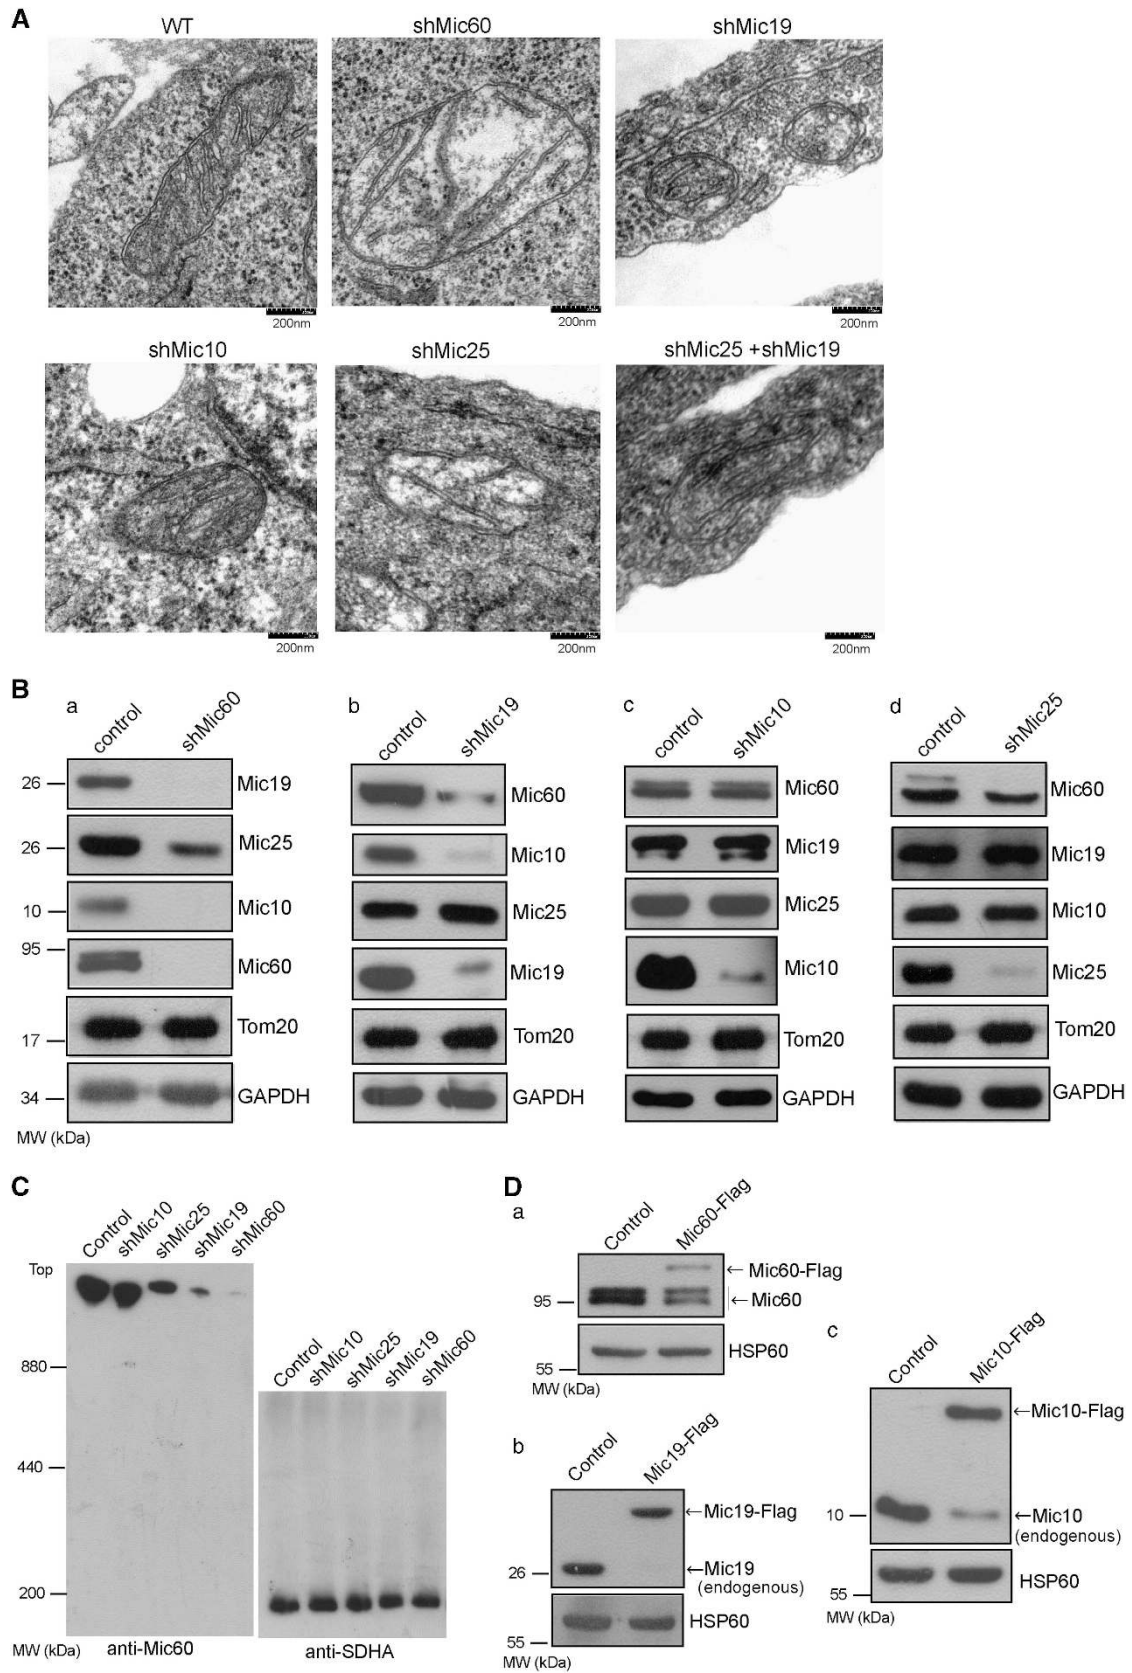 A
WT
shMic60
shMic19
200nm
200nm
200nm
shMic10
shMic25
shMic25 +shMic19
200nm
200nm
200nm
B
a
control
shMic60
26
Mic19
26
Mic25
10
Mic10
95
Mic60
17
Tom20
34
GAPDH
MW (kDa)
b
control
shMic19
Mic60
Mic10
Mic25
Mic19
Tom20
GAPDH
c
control
shMic10
Mic60
Mic19
Mic25
Mic10
Tom20
GAPDH
d
control
shMic25
Mic60
Mic19
Mic10
Mic25
Tom20
GAPDH
C
Control
shMic10
shMic25
shMic19
shMic60
Top
880
440
200
MW (kDa)
anti-Mic60
Control
shMic10
shMic25
shMic19
shMic60
anti-SDHA
D
a
Control
Mic60-Flag
←Mic60-Flag
95
←Mic60
HSP60
55
MW (kDa)
b
Control
Mic19-Flag
←Mic19-Flag
26
←Mic19
(endogenous)
HSP60
55
MW (kDa)
c
Control
Mic10-Flag
←Mic10-Flag
10
←Mic10
(endogenous)
HSP60
55
MW (kDa)